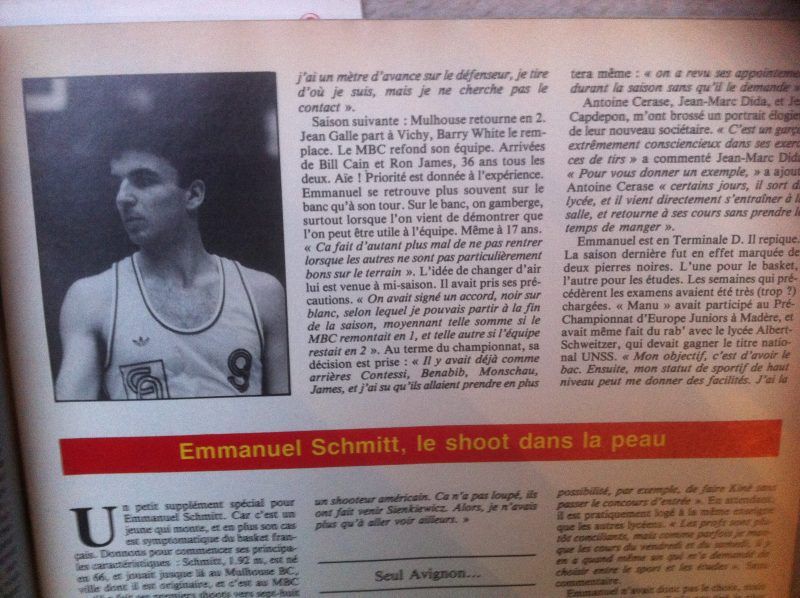 j'ai un mètre d'avance sur le défenseur, je tire
d'où je suis, mais je ne cherche pas le
contact ».
Saison suivante : Mulhouse retourne en 2.
Jean Galle part à Vichy, Barry White le rem-
place. Le MBC refond son équipe. Arrivées
de Bill Cain et Ron James, 36 ans tous les
deux. Aïe ! Priorité est donnée à l'expérience.
Emmanuel se retrouve plus souvent sur le
banc qu'à son tour. Sur le banc, on gamberge,
surtout lorsque l'on vient de démontrer que
l'on peut être utile à l'équipe. Même à 17 ans.
« Ca fait d'autant plus mal de ne pas rentrer
lorsque les autres ne sont pas particulièrement
bons sur le terrain ». L'idée de changer d'air
lui est venue à mi-saison. Il avait pris ses pré-
cautions. « On avait signé un accord, noir sur
blanc, selon lequel je pouvais partir à la fin
de la saison, moyennant telle somme si le
MBC remontait en 1, et telle autre si l'équipe
restait en 2 ». Au terme du championnat, sa
décision est prise : « Il y avait déjà comme
arrières Contessi, Benabib, Monschau,
James, et j'ai su qu'ils allaient prendre en plus
tera même : « on a revu ses appointeme
durant la saison sans qu'il le demande »
Antoine Cerase, Jean-Marc Dida, et Je
Capdepon, m'ont brossé un portrait élogie
de leur nouveau sociétaire. « C'est un garço
extrêmement consciencieux dans ses exerc
ces de tirs » a commenté Jean-Marc Dida
« Pour vous donner un exemple, » a ajout
Antoine Cerase « certains jours, il sort d
lycée, et il vient directement s'entraîner à l
salle, et retourne à ses cours sans prendre l
temps de manger ».
Emmanuel est en Terminale D. Il repique.
La saison dernière fut en effet marquée de
deux pierres noires. L'une pour le basket,
l'autre pour les études. Les semaines qui pré-
cédèrent les examens avaient été très (trop ?)
chargées. « Manu » avait participé au Pré-
Championnat d'Europe Juniors à Madère, et
avait même fait du rab' avec le lycée Albert-
Schweitzer, qui devait gagner le titre natio-
nal UNSS. « Mon objectif, c'est d'avoir le
bac. Ensuite, mon statut de sportif de haut
niveau peut me donner des facilités. J'ai la
9
Emmanuel Schmitt, le shoot dans la peau
Un petit supplément spécial pour
Emmanuel Schmitt. Car c'est un
jeune qui monte, et en plus son cas
est symptomatique du basket fran-
çais. Donnons pour commencer ses principa-
les caractéristiques : Schmitt, 1.92 m, est né
en 66, et jouait jusque là au Mulhouse BC,
ville dont il est originaire, et c'est au MBC
un shooteur américain. Ca n'a pas loupé, ils
ont fait venir Sienkiewicz. Alors, je n'avais
plus qu'à aller voir ailleurs. »
Seul Avignon...
possibilité, par exemple, de faire Kiné sans
passer le concours d'entrée ». En attendant,
il est pratiquement logé à la même enseigne
que les autres lycéens. « Les profs sont plu-
tôt conciliants, mais comme parfois je man-
que les cours du vendredi et du samedi, il y
en a quand même un qui m'a demandé de
choisir entre le sport et les études ». Sans
commentaire.
Emmanuel n'avait donc pas le choix,